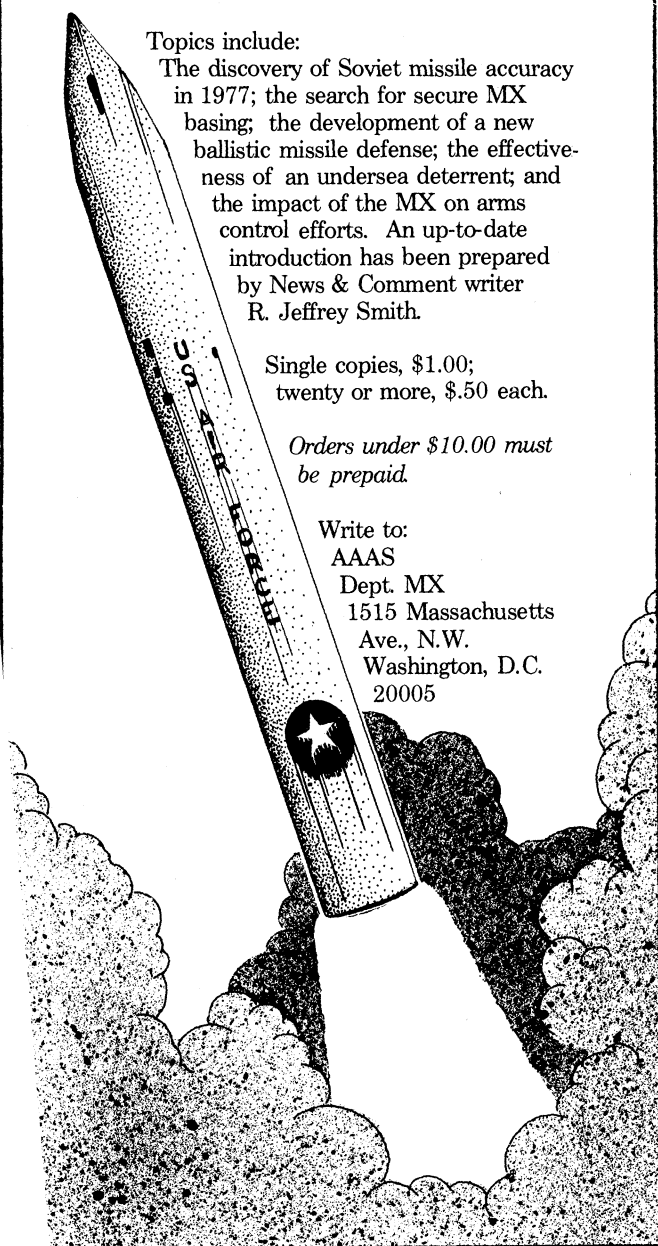 Topics include:
The discovery of Soviet missile accuracy
in 1977; the search for secure MX
basing; the development of a new
ballistic missile defense; the effective-
ness of an undersea deterrent; and
the impact of the MX on arms
control efforts. An up-to-date
introduction has been prepared
by News & Comment writer
R. Jeffrey Smith.
Single copies, $1.00;
twenty or more, $.50 each.
Orders under $10.00 must
be prepaid.
Write to:
AAAS
Dept. MX
1515 Massachusetts
Ave., N.W.
Washington, D.C.
20005
US AIR FORCE